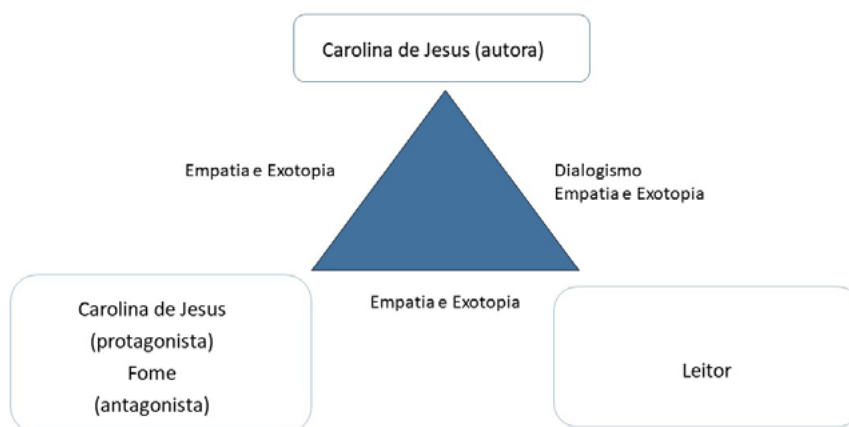 Carolina de Jesus (autora)
Empatia e Exotopia
Dialogismo
Empatia e Exotopia
Empatia e Exotopia
Carolina de Jesus
(protagonista)
Fome
(antagonista)
Leitor